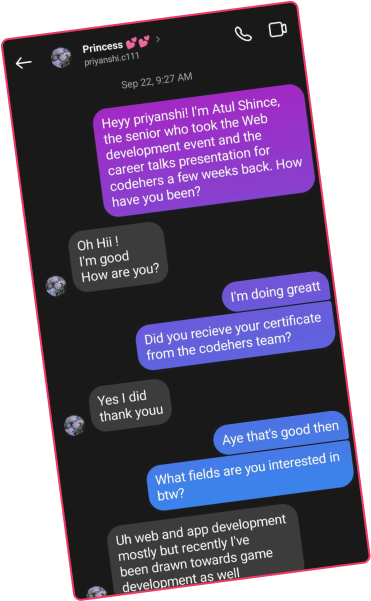 Princess 💕💕 >
priyanshi.c111
Sep 22, 9:27 AM
Heyy priyanshi! I'm Atul Shince,
the senior who took the Web
development event and the
career talks presentation for
codehers a few weeks back. How
have you been?
Oh Hii !
I'm good
How are you?
I'm doing greatt
Did you recieve your certificate
from the codehers team?
Yes I did
thank youu
Aye that's good then
What fields are you interested in
btw?
Uh web and app development
mostly but recently I've
been drawn towards game
development as well